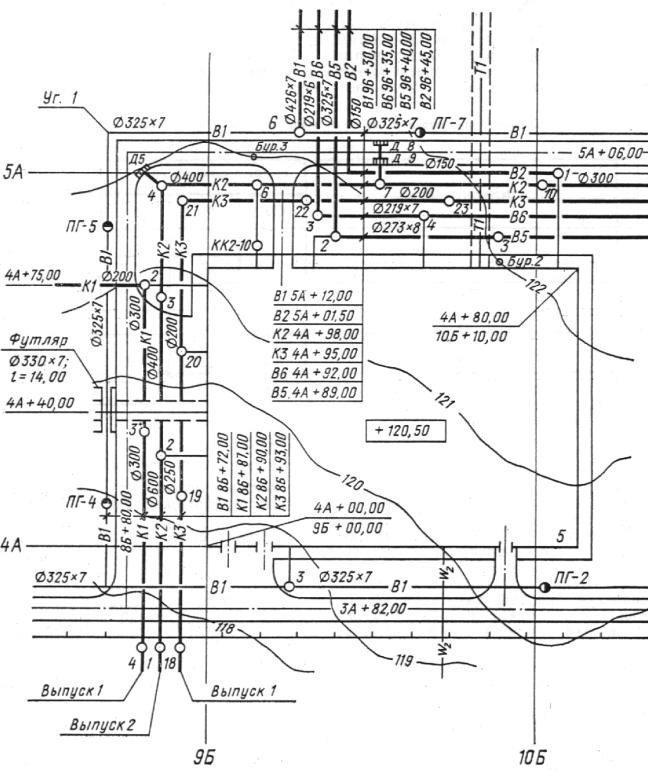 В1
В6
В5
В2
Ø426×7
Ø219×6
Ø325×7
Ø150
В1 9Б+30,00
В6 9Б+35,00
В5 9Б+40,00
В2 9Б+45,00
Т1
Уг. 1
Ø325×7
В1
6
Ø325×7
ПГ-7
В1
Бур.3
Д 8
Д 9
Ø150
5А+06,00
5А
Д5
Ø400
4
К2
6
17
В2
1
К2
Ø300
10
21
К3
22
Ø200
23
К3
3
Ø219×7
4
В6
ПГ-5
В1
К2
К3
КК2-10
2
Ø273×8
Т1
3
В5
Бур.2
4А+75,00
К1
Ø200
2
122
Ø325×7
Ø300
К1
3
Ø400
Ø200
В1 5А+12,00
В2 5А+01,50
К2 4А+98,00
К3 4А+95,00
В6 4А+92,00
В5 4А+89,00
4А+80,00
10Б+10,00
Футляр
Ø330×7;
l=14,00
20
4А+40,00
121
3
+120,50
2
Ø300
Ø600
Ø250
В1 8Б+72,00
К1 8Б+87,00
К2 8Б+90,00
К3 8Б+93,00
120
19
ПГ-4
4А+00,00
9Б+00,00
В1
8Б+80,00
К1
К2
К3
4А
5
Ø325×7
В1
3
Ø325×7
W2
В1
ПГ-2
3А+82,00
118
119
W2
4
1
18
Выпуск 1
Выпуск 1
Выпуск 2
9Б
10Б